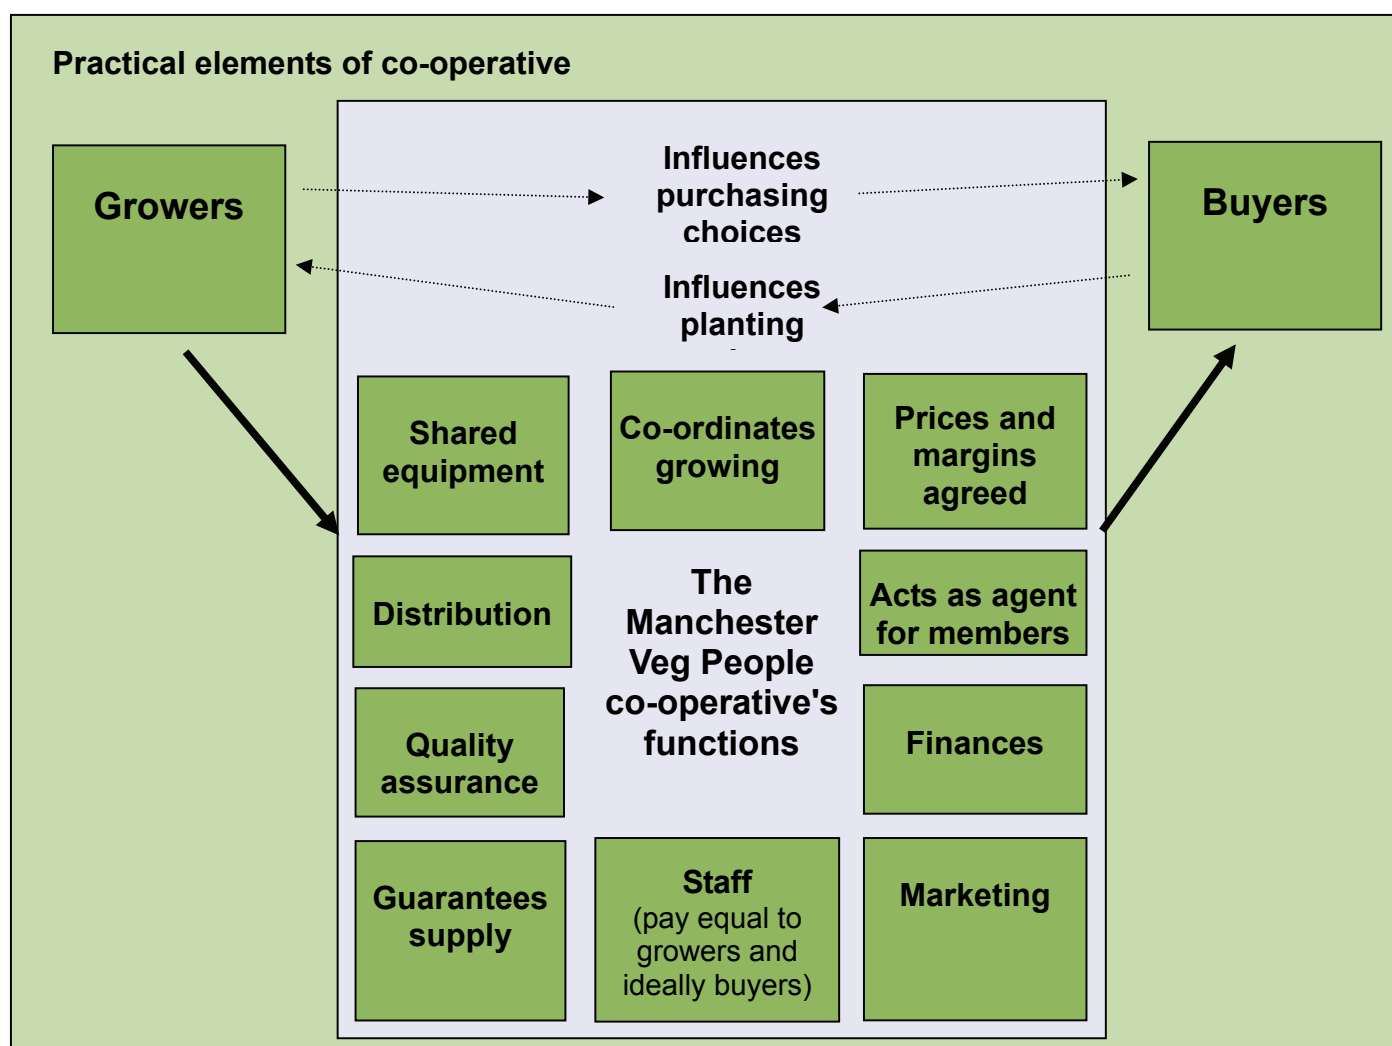 Practical elements of co-operative
Growers
Influences
purchasing
choices
Buyers
Influences
planting
Shared
equipment
Co-ordinates
growing
Prices and
margins
agreed
Distribution
The
Manchester
Veg People
co-operative's
functions
Acts as agent
for members
Quality
assurance
Finances
Guarantees
supply
Staff
(pay equal to
growers and
ideally buyers)
Marketing